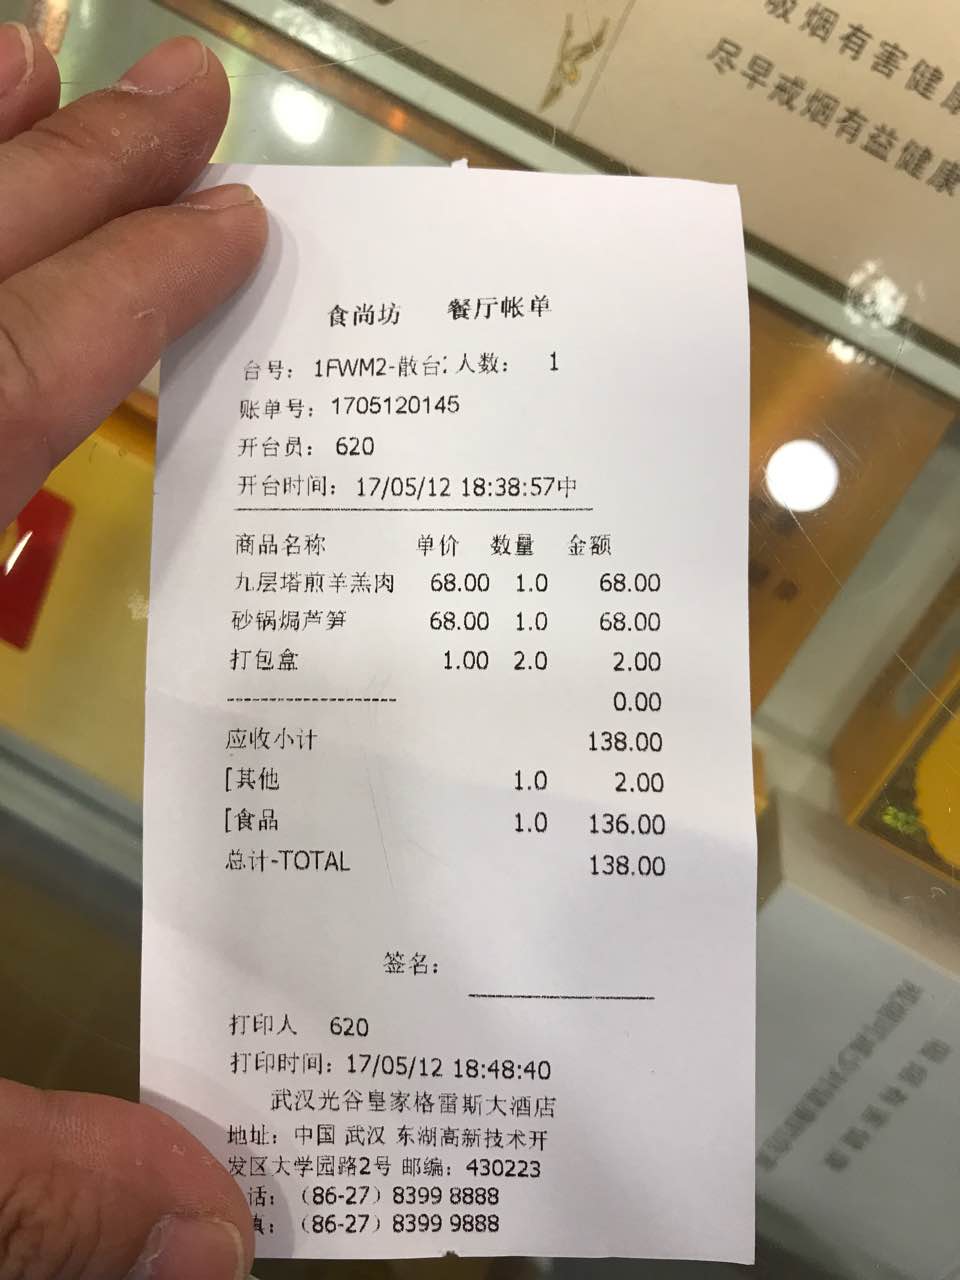 吸烟有害健康
尽早戒烟有益健康
食尚坊 餐厅帐单
台号： 1FWM2-散台: 人数： 1
账单号：1705120145
开台员： 620
开台时间： 17/05/12 18:38:57中
商品名称 单价 数量 金额
九层塔煎羊羔肉 68.00 1.0 68.00
砂锅焗芦笋 68.00 1.0 68.00
打包盒 1.00 2.0 2.00
-------------------- 0.00
应收小计 138.00
[其他 1.0 2.00
[食品 1.0 136.00
总计-TOTAL 138.00
签名：
打印人 620
打印时间：17/05/12 18:48:40
武汉光谷皇家格雷斯大酒店
地址：中国 武汉 东湖高新技术开
发区大学园路2号 邮编：430223
话：（86-27）8399 8888
真：（86-27）8399 9888